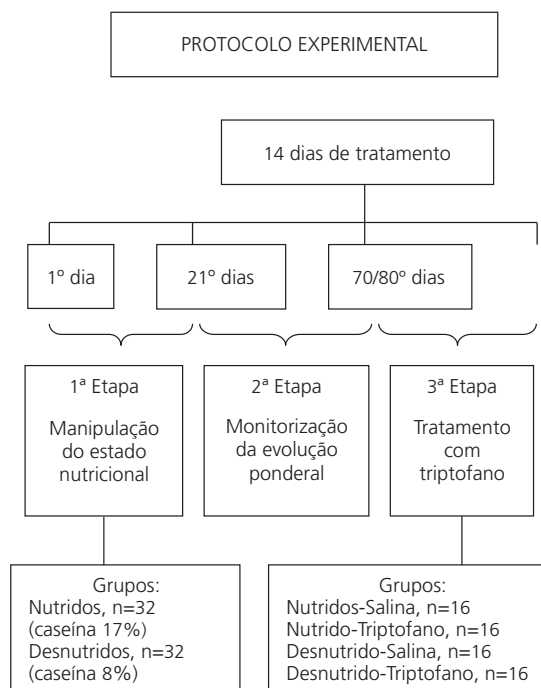 PROTOCOLO EXPERIMENTAL
14 dias de tratamento
1º dia
21º dias
70/80º dias
1ª Etapa
Manipulação
do estado
nutricional
2ª Etapa
Monitorização
da evolução
ponderal
3ª Etapa
Tratamento
com
triptofano
Grupos:
Nutridos, n=32
(caseína 17%)
Desnutridos, n=32
(caseína 8%)
Grupos:
Nutridos-Salina, n=16
Nutrido-Triptofano, n=16
Desnutrido-Salina, n=16
Desnutrido-Triptofano, n=16